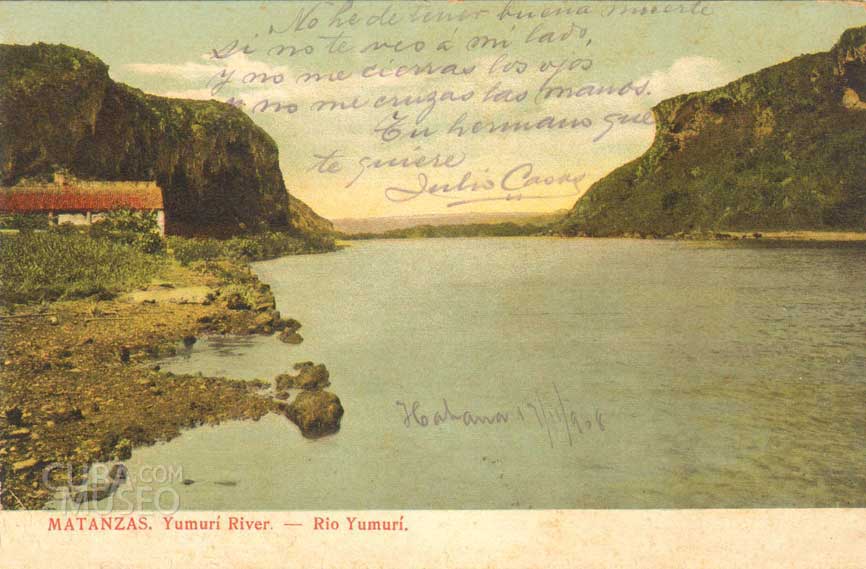 No he de tener buena muerte
si no te veo á mi lado,
y no me cierras los ojos
y no me cruzas las manos.
Tu hermano que
te quiere
Julio Casas
Habana 17/11/906
CUBA.COM
MUSEO
MATANZAS. Yumurí River. — Rio Yumurí.